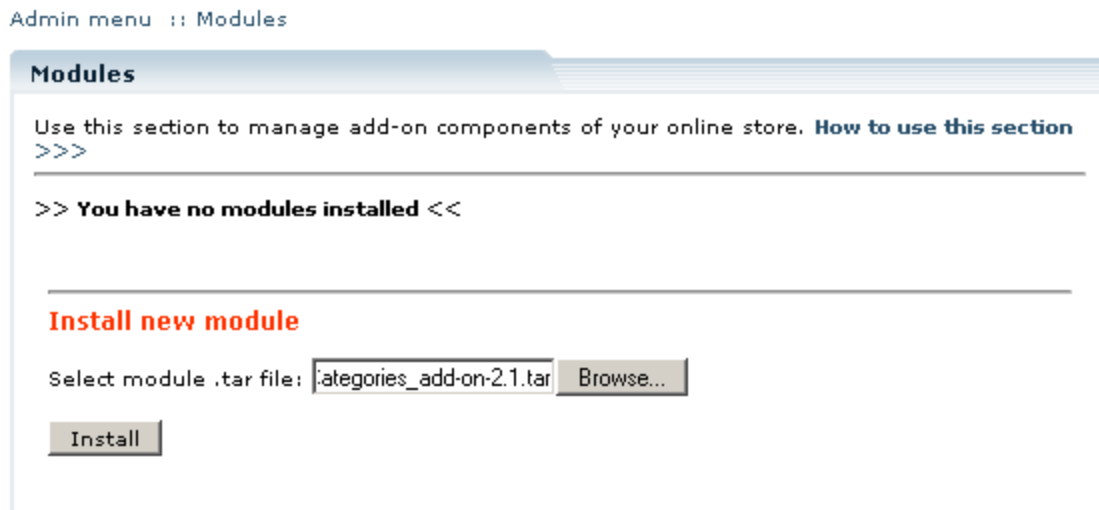 Admin menu :: Modules
Modules
Use this section to manage add-on components of your online store. How to use this section
>>>
>> You have no modules installed <<
Install new module
Select module .tar file: ategories_add-on-2.1.tar Browse...
Install